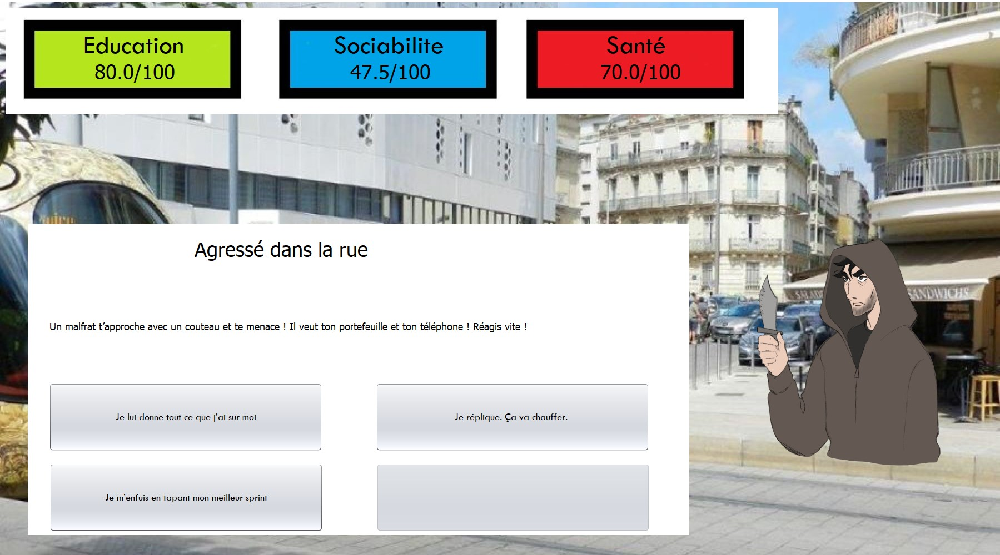 Education
80.0/100
Sociabilite
47.5/100
Santé
70.0/100
Agressé dans la rue
Un malfrat t’approche avec un couteau et te menace ! Il veut ton portefeuille et ton téléphone ! Réagis vite !
Je lui donne tout ce que j’ai sur moi
Je réplique. Ça va chauffer.
Je m’enfuis en tapant mon meilleur sprint
SANDWICHS